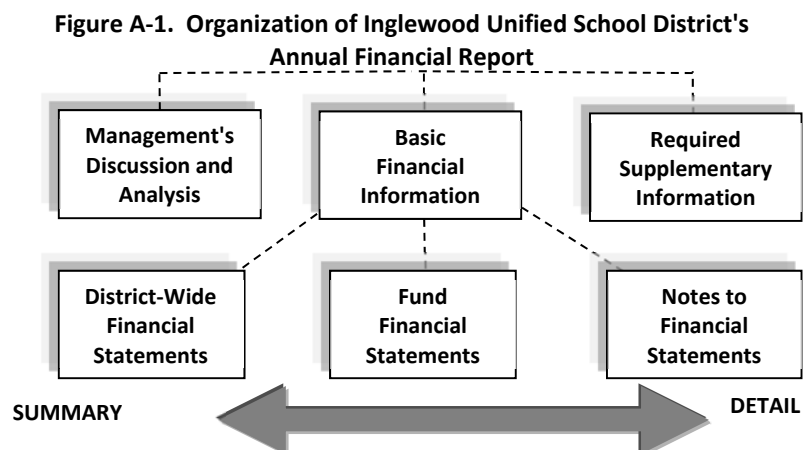 Figure A-1. Organization of Inglewood Unified School District's
Annual Financial Report
Management's
Discussion and
Analysis
Basic
Financial
Information
Required
Supplementary
Information
District-Wide
Financial
Statements
Fund
Financial
Statements
Notes to
Financial
Statements
SUMMARY
DETAIL